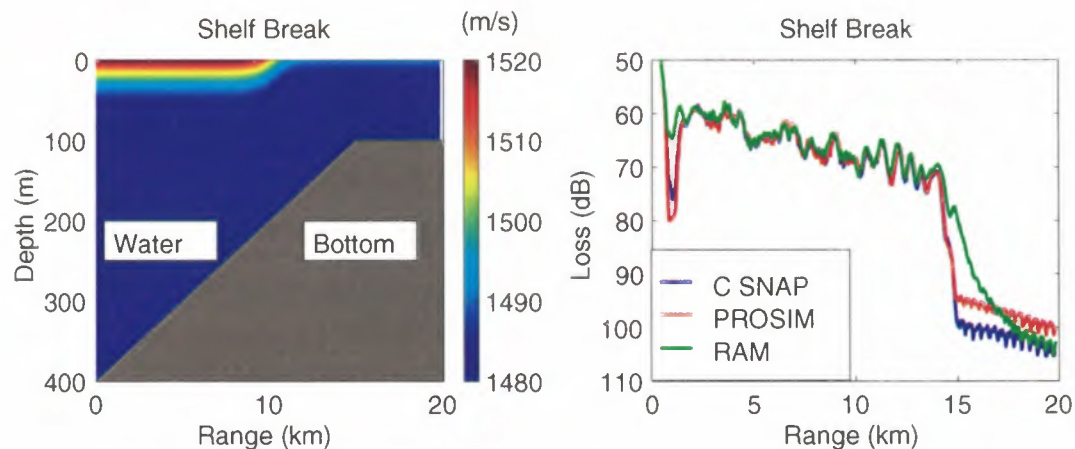 Shelf Break
(m/s)
Depth (m)
0
100
200
300
400
Water
Bottom
0
10
20
Range (km)
1520
1510
1500
1490
1480
Shelf Break
Loss (dB)
50
60
70
80
90
100
110
C SNAP
PROSIM
RAM
0
5
10
15
20
Range (km)